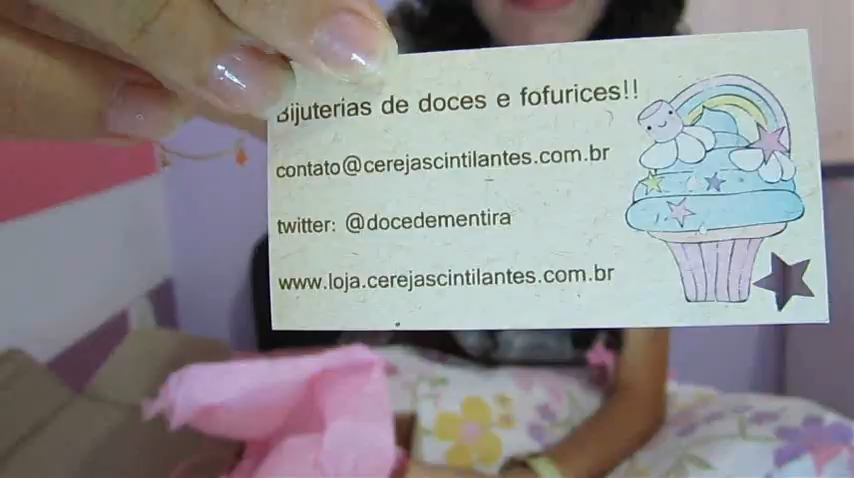 Bijuterias de doces e fofurices!!
contato@cerejascintilantes.com.br
twitter: @docedementira
www.loja.cerejascintilantes.com.br